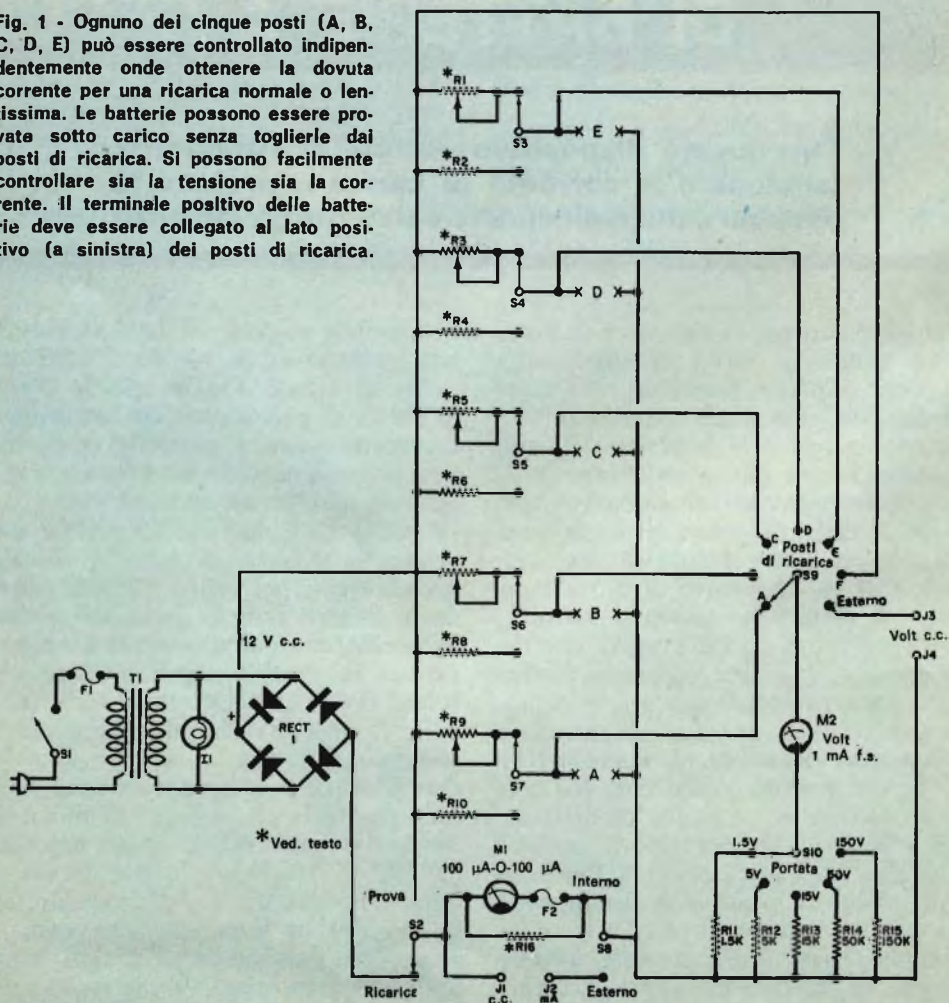 Fig. 1 - Ognuno dei cinque posti (A, B,
C, D, E) può essere controllato indipen-
dentemente onde ottenere la dovuta
corrente per una ricarica normale o len-
tissima. Le batterie possono essere pro-
vate sotto carico senza toglierle dai
posti di ricarica. Si possono facilmente
controllare sia la tensione sia la cor-
rente. Il terminale positivo delle batte-
rie deve essere collegato al lato posi-
tivo (a sinistra) dei posti di ricarica.
*R1
S3
E
*R2
*R3
S4
D
*R4
*R5
S5
C
*R6
*R7
S6
B
*R8
*R9
S7
A
*R10
C
D
E
Posti
di ricarica
S9
F
A
Esterno
J3
Volt c.c.
J4
12 V c.c.
F1
T1
S1
I1
+
RECT
1
*Ved. testo
M2
Volt
1 mA f.s.
1.5V
S10
150V
Portata
5V
50V
15V
R11
1.5K
R12
5K
R13
15K
R14
50K
R15
150K
M1
100 µA-0-100 µA
Prova
Interno
F2
S2
*R16
S8
Ricarica
J1
c.c.
J2
mA
Esterno